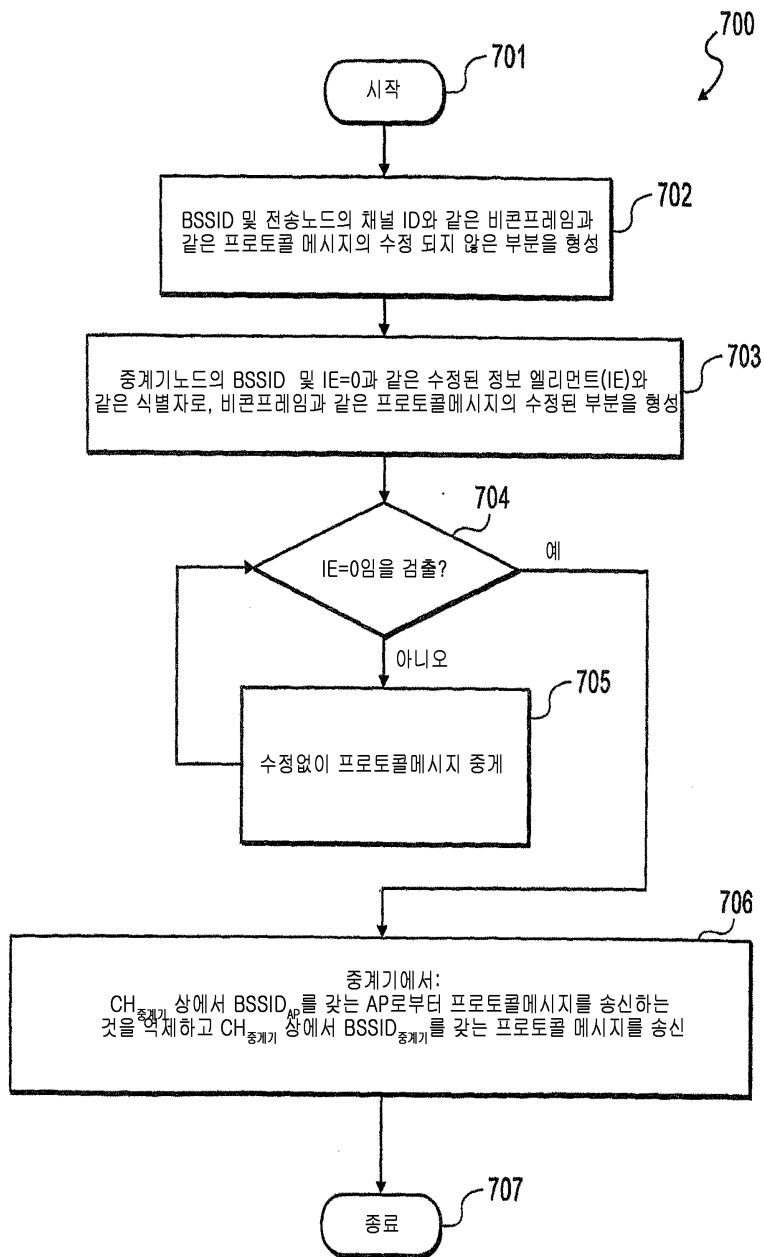 700
701
시작
702
BSSID 및 전송노드의 채널 ID와 같은 비콘프레임과
같은 프로토콜 메시지의 수정 되지 않은 부분을 형성
703
중계기노드의 BSSID 및 IE=0과 같은 수정된 정보 엘리먼트(IE)와
같은 식별자로, 비콘프레임과 같은 프로토콜메시지의 수정된 부분을 형성
704
IE=0임을 검출?
예
아니오
705
수정없이 프로토콜메시지 중계
706
중계기에서:
CH중계기 상에서 BSSIDAP를 갖는 AP로부터 프로토콜메시지를 송신하는
것을 억제하고 CH중계기 상에서 BSSID중계기를 갖는 프로토콜 메시지를 송신
707
종료